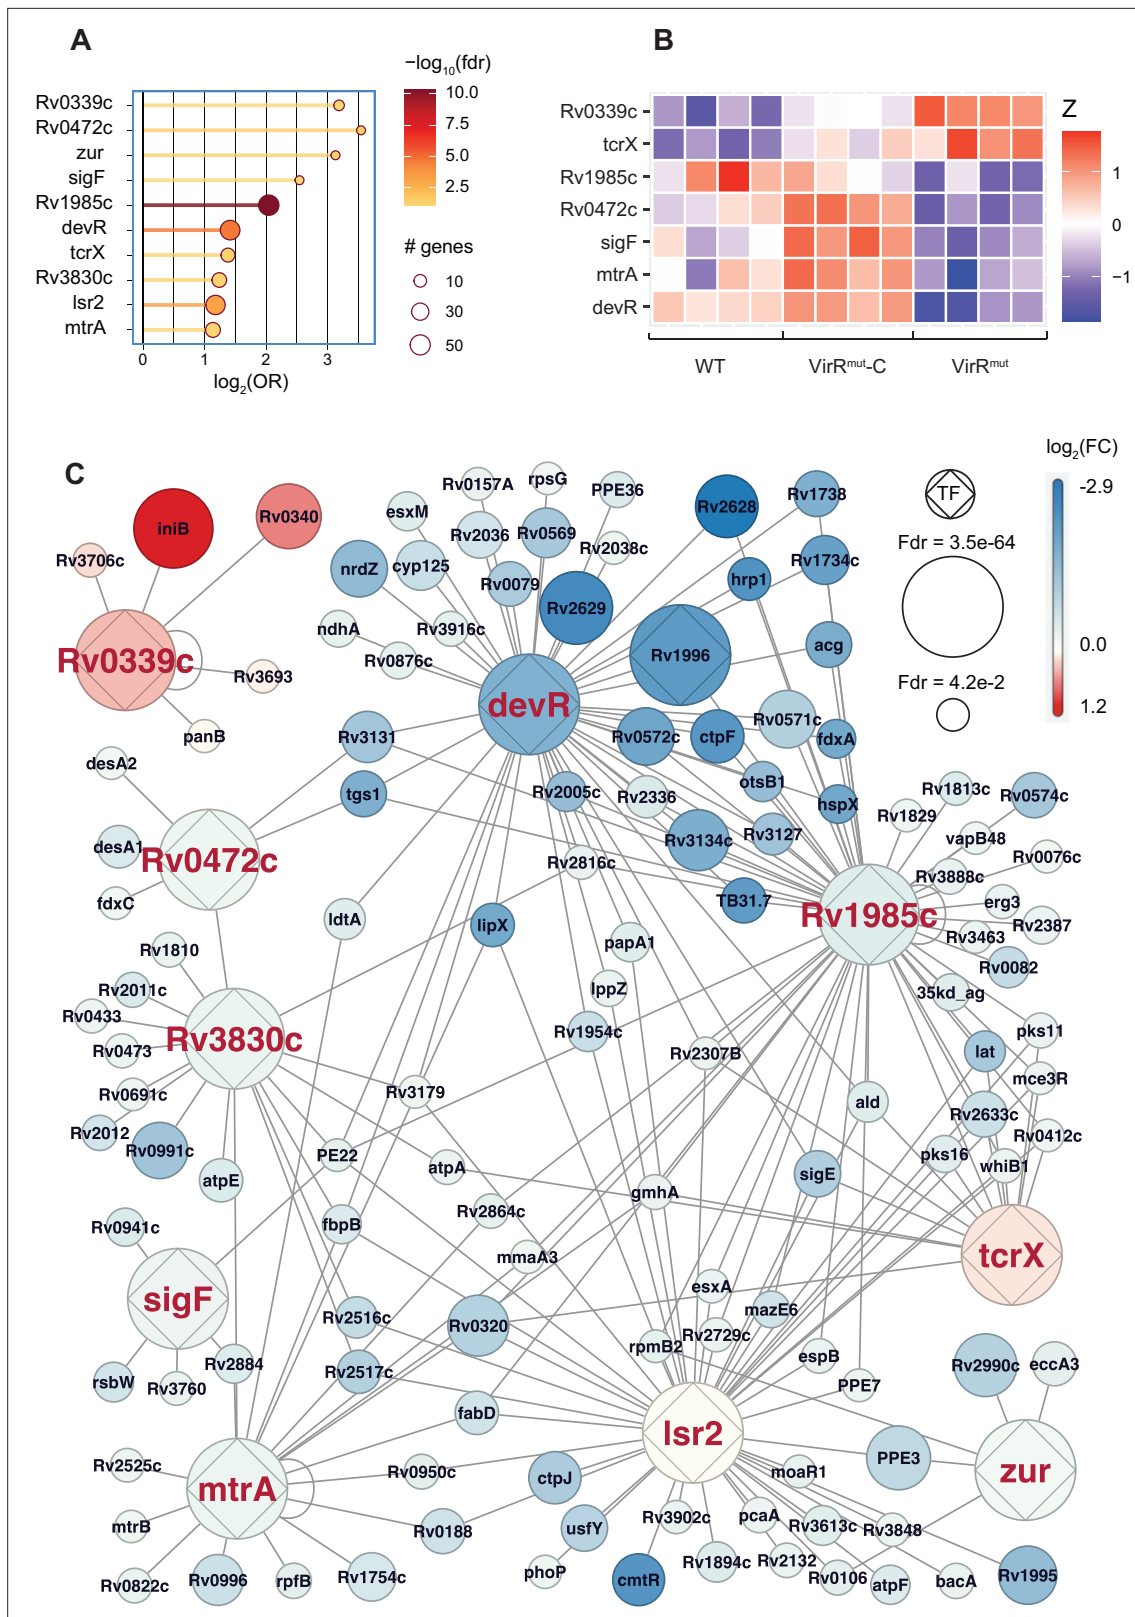 A
−log10(fdr)
10.0
7.5
5.0
2.5
Rv0339c
Rv0472c
zur
sigF
Rv1985c
devR
tcrX
Rv3830c
lsr2
mtrA
0 1 2 3
log2(OR)
# genes
10
30
50
B
Rv0339c
tcrX
Rv1985c
Rv0472c
sigF
mtrA
devR
WT VirRmut-C VirRmut
Z
1
0
−1
C
log2(FC)
-2.9
0.0
1.2
TF
Fdr = 3.5e-64
Fdr = 4.2e-2
iniB
Rv0340
Rv3706c
Rv0339c
Rv3693
panB
esxM
Rv0157A
rpsG
PPE36
Rv2036
Rv0569
Rv2038c
nrdZ
cyp125
Rv0079
Rv2629
ndhA
Rv3916c
Rv0876c
Rv2628
Rv1738
hrp1
Rv1734c
Rv1996
acg
devR
Rv3131
Rv0572c
ctpF
Rv0571c
fdxA
desA2
tgs1
Rv2005c
Rv2336
otsB1
hspX
Rv1813c
Rv0574c
Rv1829
vapB48
desA1
Rv0472c
Rv3134c
Rv3127
Rv0076c
Rv2816c
Rv3888c
fdxC
TB31.7
erg3
Rv1985c
Rv2387
ldtA
lipX
papA1
Rv3463
Rv1810
Rv0082
Rv2011c
lppZ
35kd_ag
Rv0433
Rv3830c
Rv1954c
pks11
Rv0473
Rv2307B
lat
mce3R
Rv0691c
Rv3179
ald
Rv2633c
Rv2012
Rv0991c
Rv0412c
PE22
atpA
pks16
whiB1
atpE
sigE
gmhA
Rv0941c
fbpB
Rv2864c
mmaA3
tcrX
sigF
esxA
mazE6
Rv2516c
Rv0320
rpmB2
Rv2729c
espB
Rv2884
rsbW
Rv3760
Rv2517c
PPE7
Rv2990c
eccA3
fabD
lsr2
Rv2525c
Rv0950c
ctpJ
moaR1
PPE3
zur
mtrA
mtrB
Rv0188
usfY
Rv3902c
pcaA
Rv3613c
Rv3848
Rv0822c
Rv0996
rpfB
Rv1754c
phoP
cmtR
Rv1894c
Rv2132
Rv0106
atpF
bacA
Rv1995